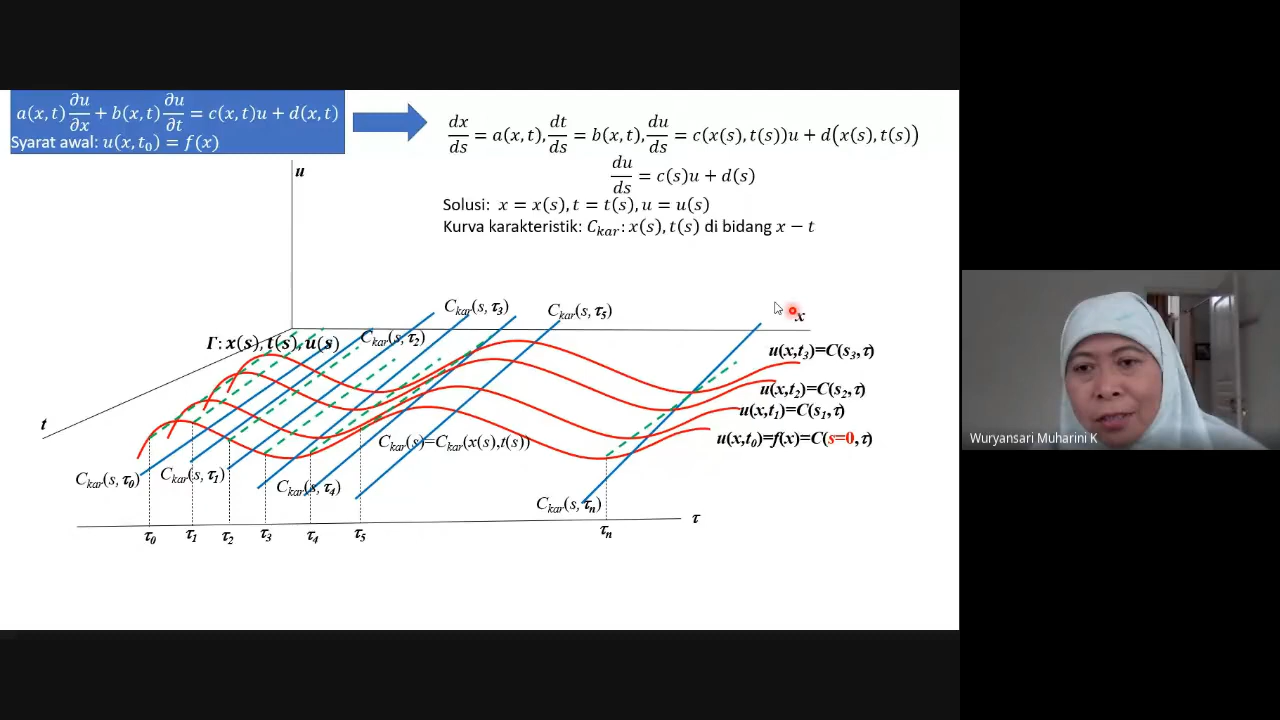 a(x,t) ∂u/∂x + b(x,t) ∂u/∂t = c(x,t)u + d(x,t)
Syarat awal: u(x,t₀) = f(x)
dx/ds = a(x,t), dt/ds = b(x,t), du/ds = c(x(s),t(s))u + d(x(s),t(s))
du/ds = c(s)u + d(s)
Solusi: x = x(s), t = t(s), u = u(s)
Kurva karakteristik: C_kar: x(s), t(s) di bidang x − t
u
C_kar(s, τ₃)
C_kar(s, τ₅)
x
Γ: x(s), t(s), u(s)
C_kar(s, τ₂)
u(x,t₃)=C(s₃,τ)
u(x,t₂)=C(s₂,τ)
u(x,t₁)=C(s₁,τ)
t
C_kar(s)=C_kar(x(s),t(s))
u(x,t₀)=f(x)=C(s=0,τ)
C_kar(s, τ₀)
C_kar(s, τ₁)
C_kar(s, τ₄)
C_kar(s, τₙ)
τ
τ₀ τ₁ τ₂ τ₃ τ₄ τ₅ τₙ
Wuryansari Muharini K